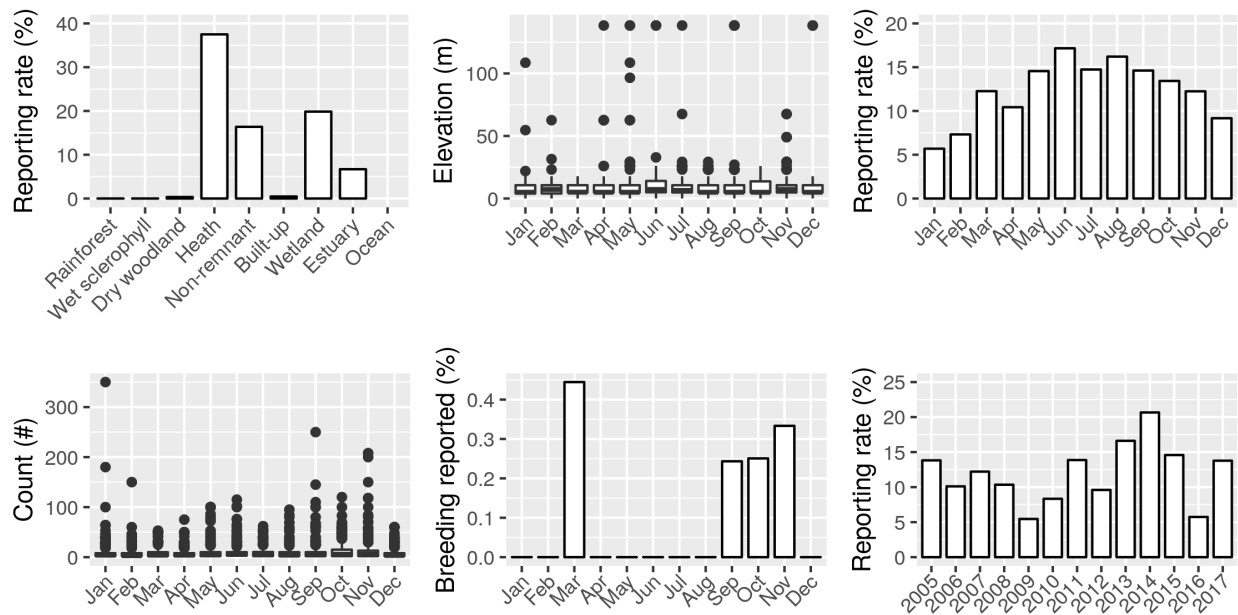 Reporting rate (%)
40
30
20
10
0
Rainforest
Wet sclerophyll
Dry woodland
Heath
Non-remnant
Built-up
Wetland
Estuary
Ocean
Elevation (m)
100
50
0
Jan
Feb
Mar
Apr
May
Jun
Jul
Aug
Sep
Oct
Nov
Dec
Reporting rate (%)
20
15
10
5
0
Jan
Feb
Mar
Apr
May
Jun
Jul
Aug
Sep
Oct
Nov
Dec
Count (#)
300
200
100
0
Jan
Feb
Mar
Apr
May
Jun
Jul
Aug
Sep
Oct
Nov
Dec
Breeding reported (%)
0.4
0.3
0.2
0.1
0.0
Jan
Feb
Mar
Apr
May
Jun
Jul
Aug
Sep
Oct
Nov
Dec
Reporting rate (%)
25
20
15
10
5
0
2005
2006
2007
2008
2009
2010
2011
2012
2013
2014
2015
2016
2017